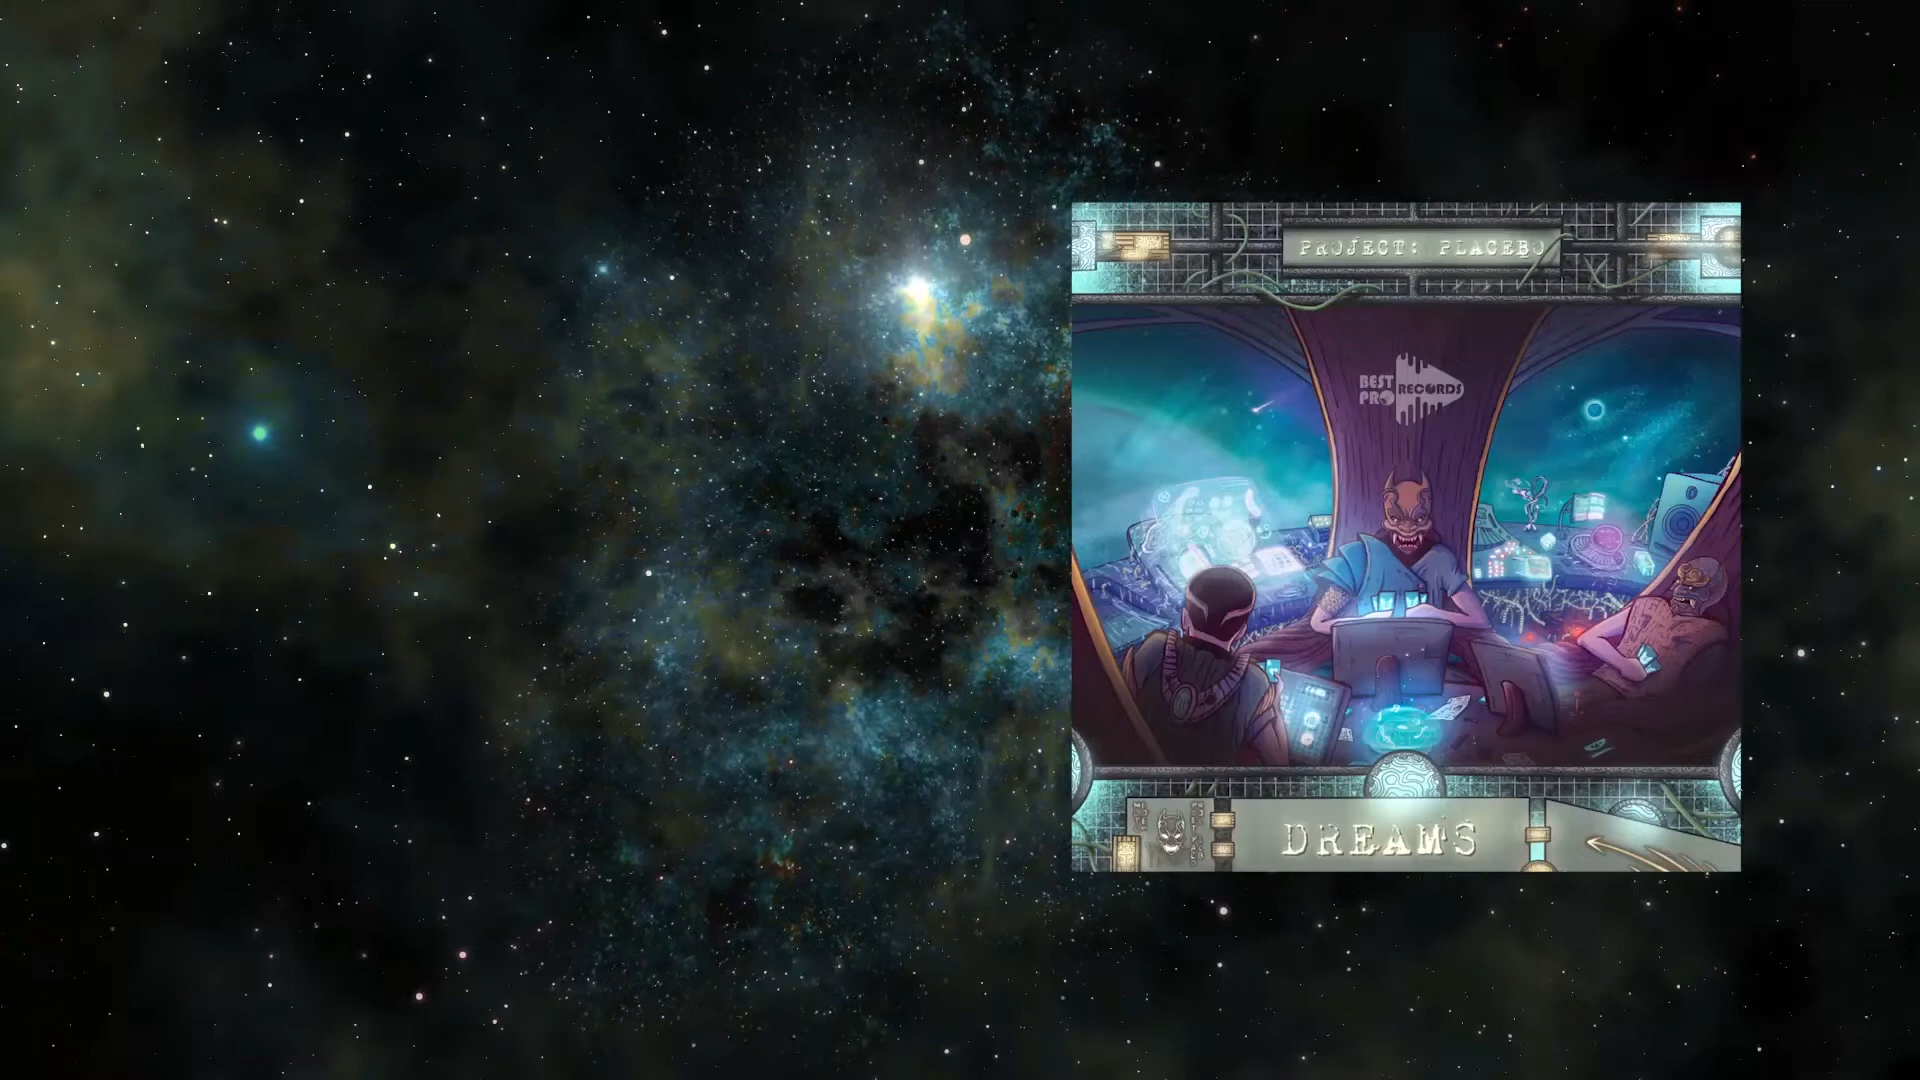 PROJECT: PLACEBO
BEST
PRO
RECORDS
DREAMS